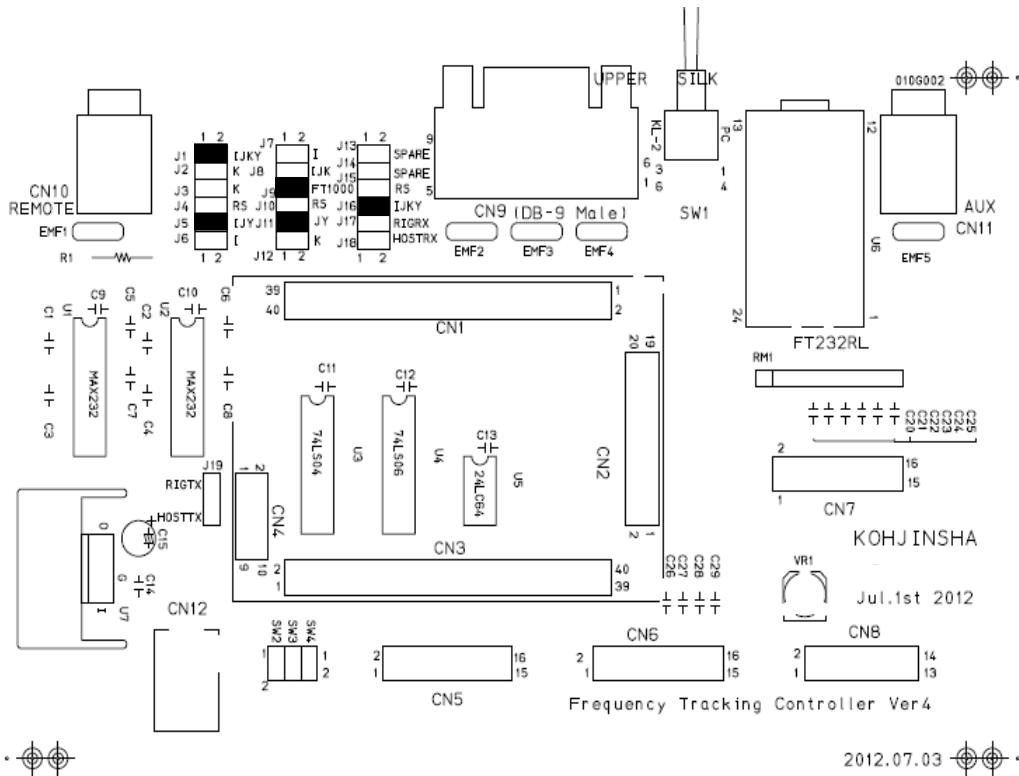 UPPER SILK
010G002
CN10
REMOTE
EMF1
R1
1 2
J1 IJKY
J2 K
J3 K
J4 RS
J5 IJY
J6 I
1 2
1 2
J7 I
J8 IJK
J9 FT1000
J10 RS
J11 JY
J12 K
1 2
1 2
J13 SPARE
J14 SPARE
J15 RS
J16 IJKY
J17 RIGRX
J18 HOSTRX
1 2
9
5
6
1
CN9 (DB-9 Male)
EMF2
EMF3
EMF4
KL-2
PC
3
6
1
4
SW1
13
12
24
1
U6
FT232RL
AUX
CN11
EMF5
C1
C3
U1
C9
MAX232
C5
C7
C2
C4
U2
C10
MAX232
C6
C8
39
40
CN1
1
2
C11
74LS04
U3
C12
74LS06
U4
C13
24LC64
U5
20
19
CN2
2
1
RM1
C20
C21
C22
C23
C24
C25
2
1
CN7
16
15
KOHJINSHA
VR1
Jul.1st 2012
J19
RIGTX
HOSTTX
1
2
CN4
9
10
CN3
2
1
40
39
C26
C27
C28
C29
O
G
I
U7
C15
C14
CN12
SW2
SW3
SW4
1
2
1
2
2
1
CN5
16
15
CN6
2
1
16
15
CN8
2
1
14
13
Frequency Tracking Controller Ver4
2012.07.03